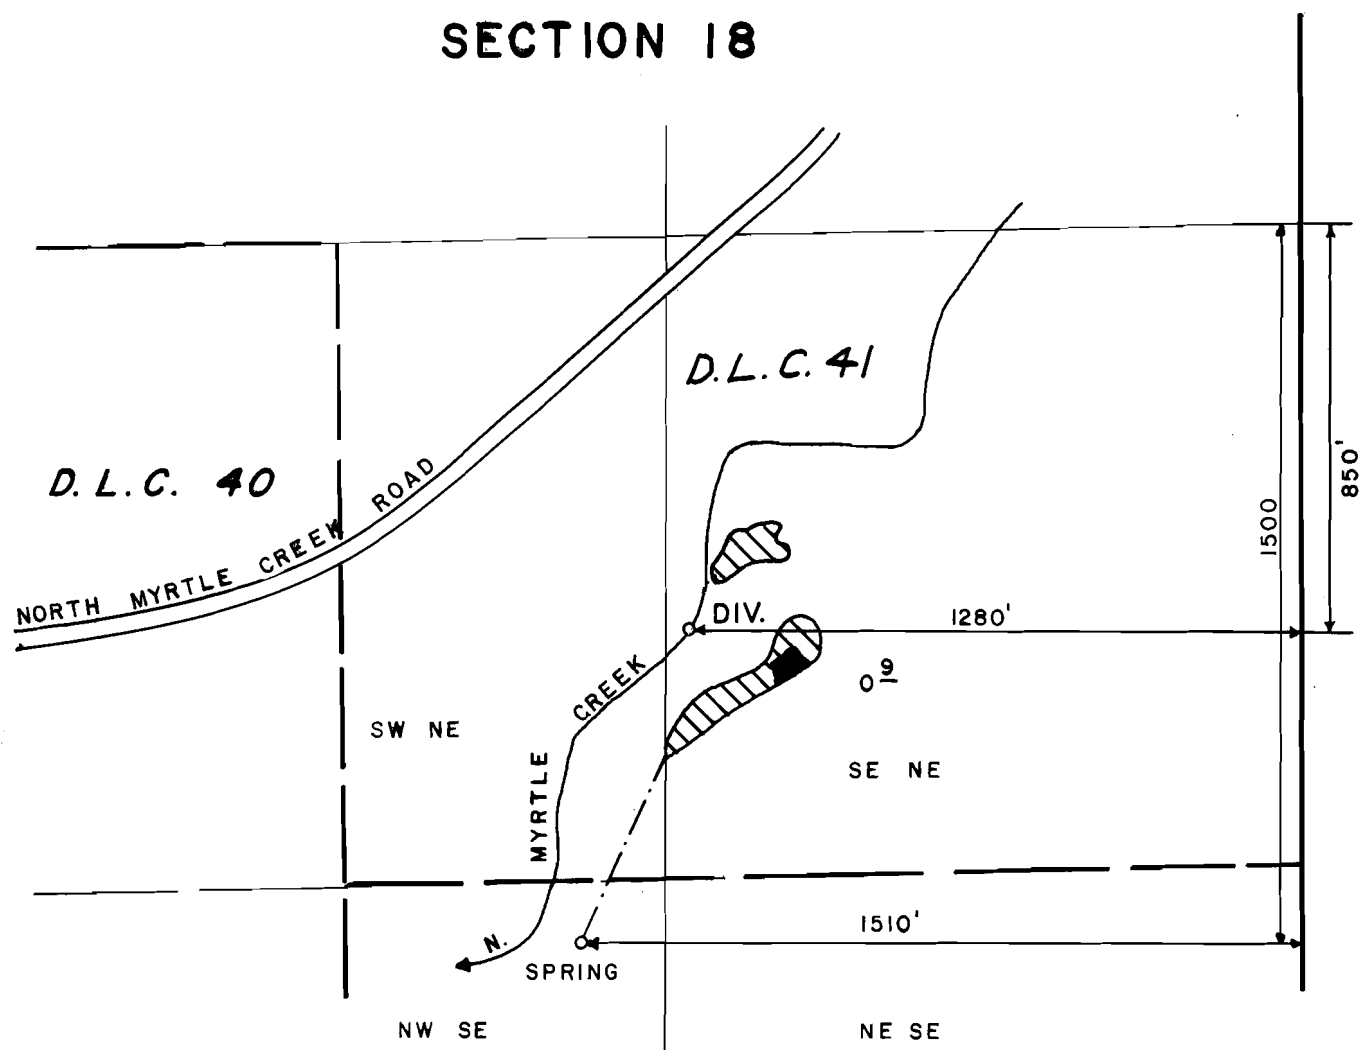 SECTION 18
D.L.C. 41
D.L.C. 40
NORTH MYRTLE CREEK ROAD
850'
1500
DIV.
1280'
0 9
CREEK
SW NE
MYRTLE
SE NE
N.
1510'
SPRING
NW SE
NE SE